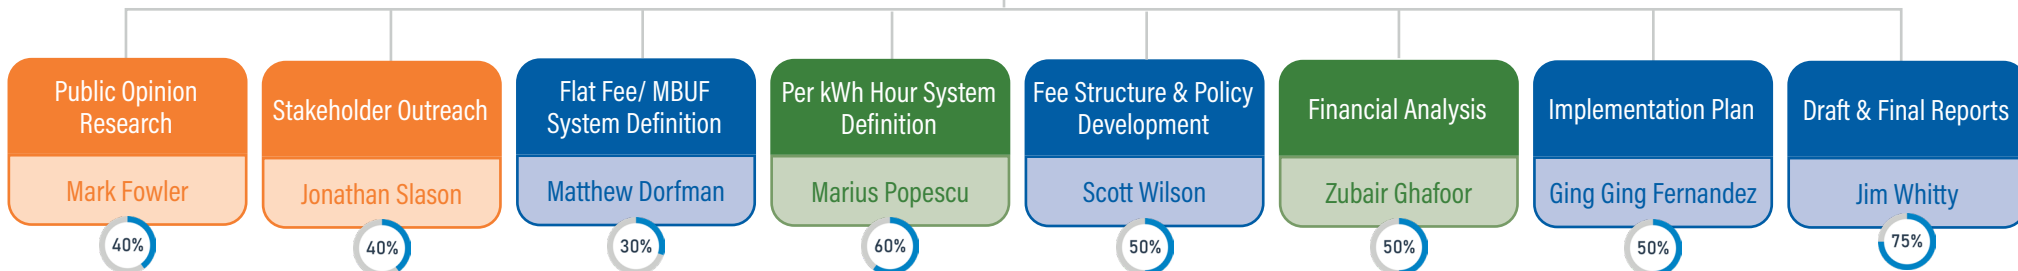 Public Opinion
Research
Mark Fowler
40%
Stakeholder Outreach
Jonathan Slason
40%
Flat Fee/ MBUF
System Definition
Matthew Dorfman
30%
Per kWh Hour System
Definition
Marius Popescu
60%
Fee Structure & Policy
Development
Scott Wilson
50%
Financial Analysis
Zubair Ghafoor
50%
Implementation Plan
Ging Ging Fernandez
50%
Draft & Final Reports
Jim Whitty
75%